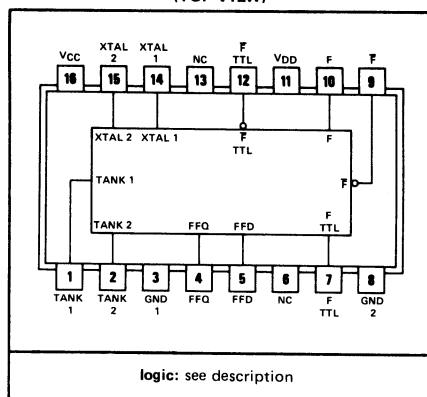 (TOP VIEW)
VCC XTAL 2 XTAL 1 NC F̅ TTL VDD F F̅
16 15 14 13 12 11 10 9
XTAL 2 XTAL 1 F̅ TTL F
TANK 1 F̅
TANK 2 FFQ FFD F TTL
1 2 3 4 5 6 7 8
TANK 1 TANK 2 GND 1 FFQ FFD NC F TTL GND 2
logic: see description